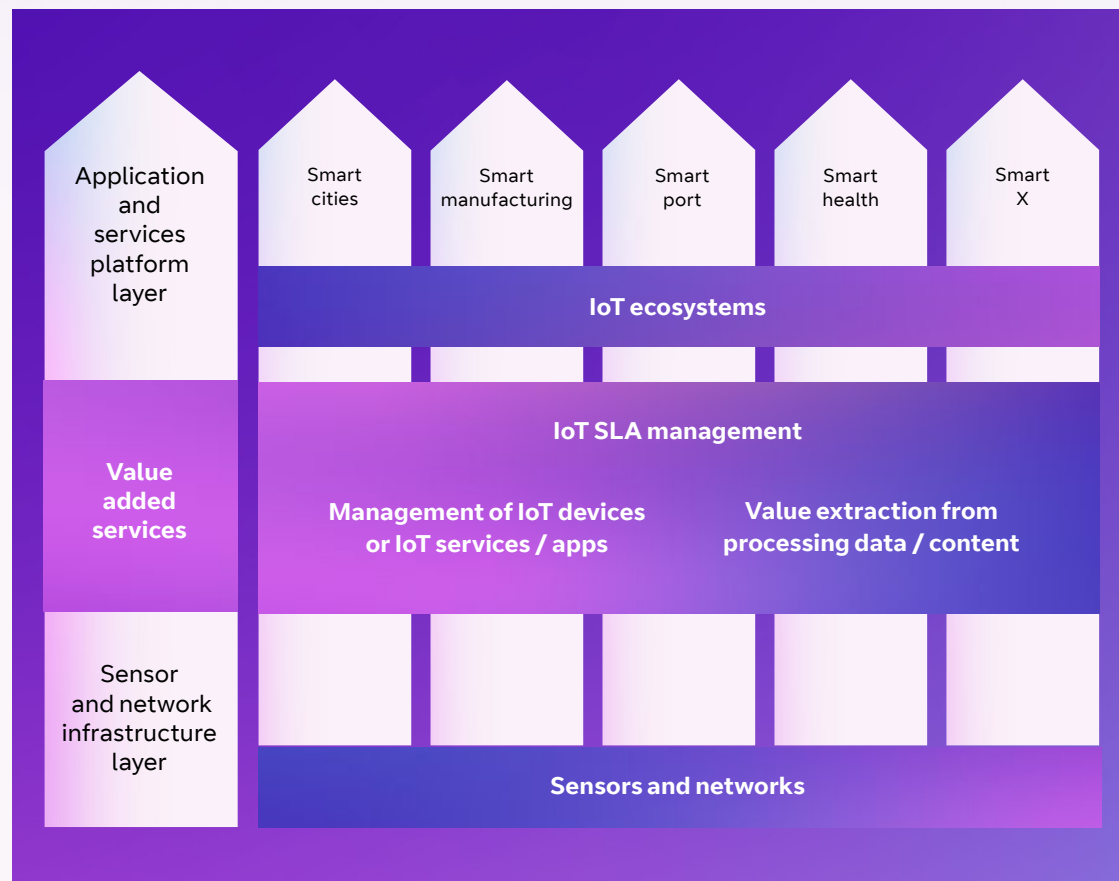 Application
and
services
platform
layer
Smart
cities
Smart
manufacturing
Smart
port
Smart
health
Smart
X
IoT ecosystems
Value
added
services
IoT SLA management
Management of IoT devices
or IoT services / apps
Value extraction from
processing data / content
Sensor
and network
infrastructure
layer
Sensors and networks